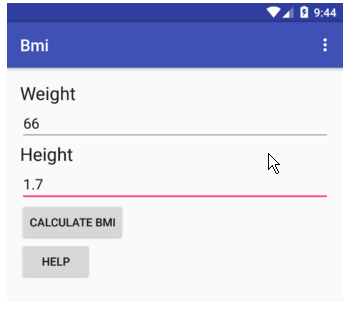 9:44
Bmi
Weight
66
Height
1.7
CALCULATE BMI
HELP